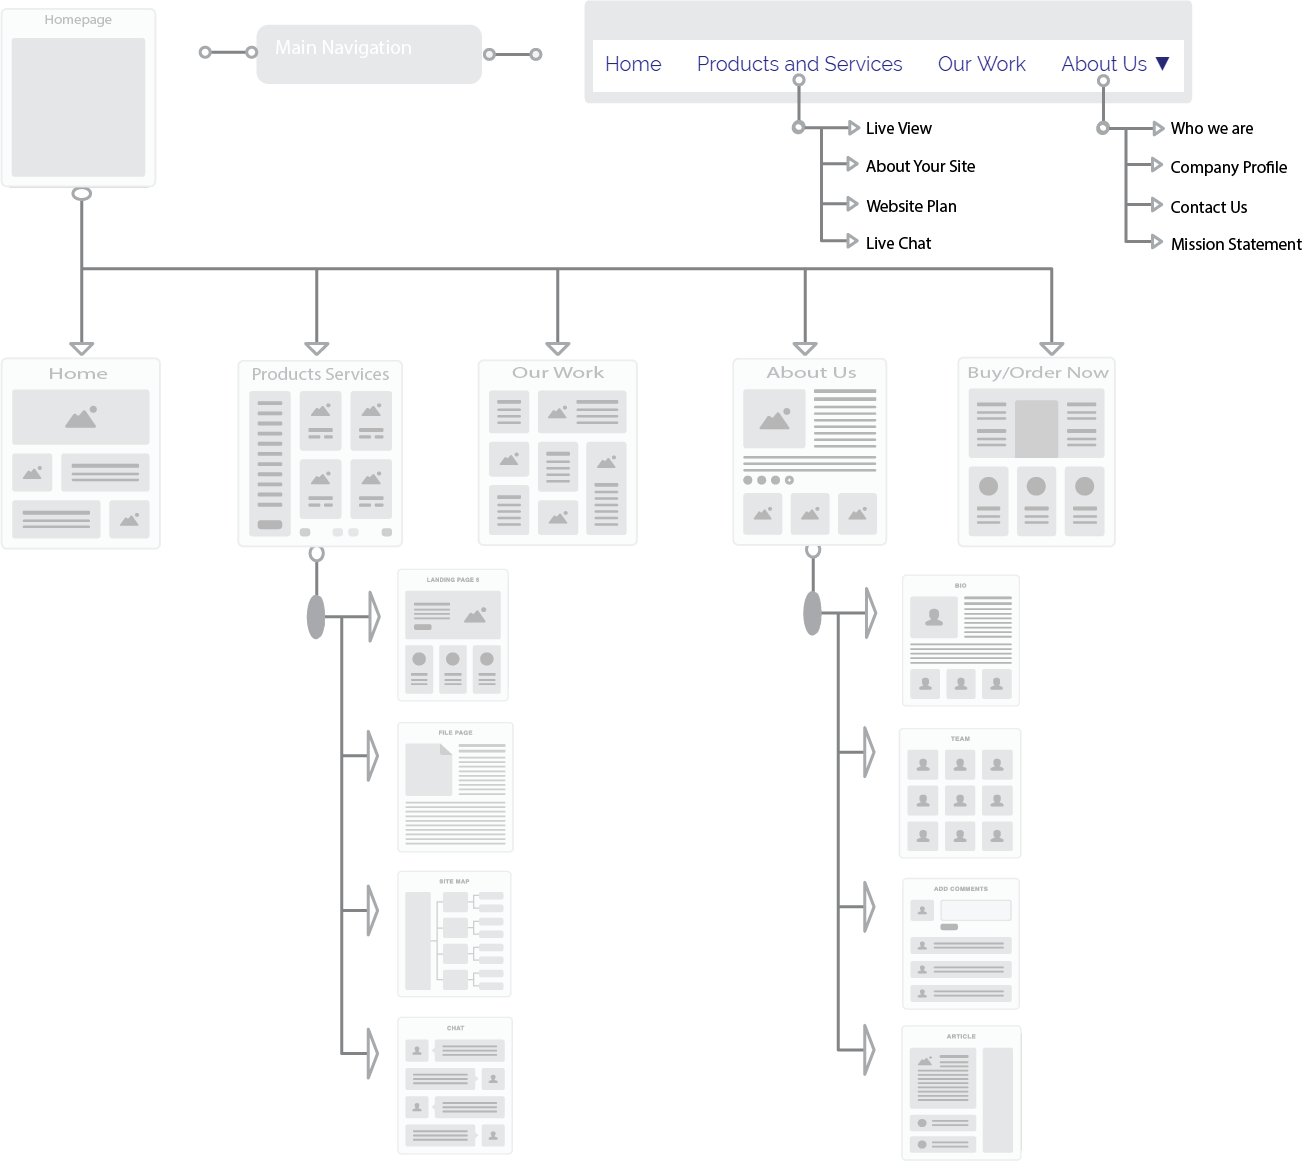 Homepage
Main Navigation
Home
Products and Services
Our Work
About Us ▼
Live View
About Your Site
Website Plan
Live Chat
Who we are
Company Profile
Contact Us
Mission Statement
Home
Products Services
Our Work
About Us
Buy/Order Now
LANDING PAGE 5
FILE PAGE
SITE MAP
CHAT
BIO
TEAM
ADD COMMENTS
ARTICLE